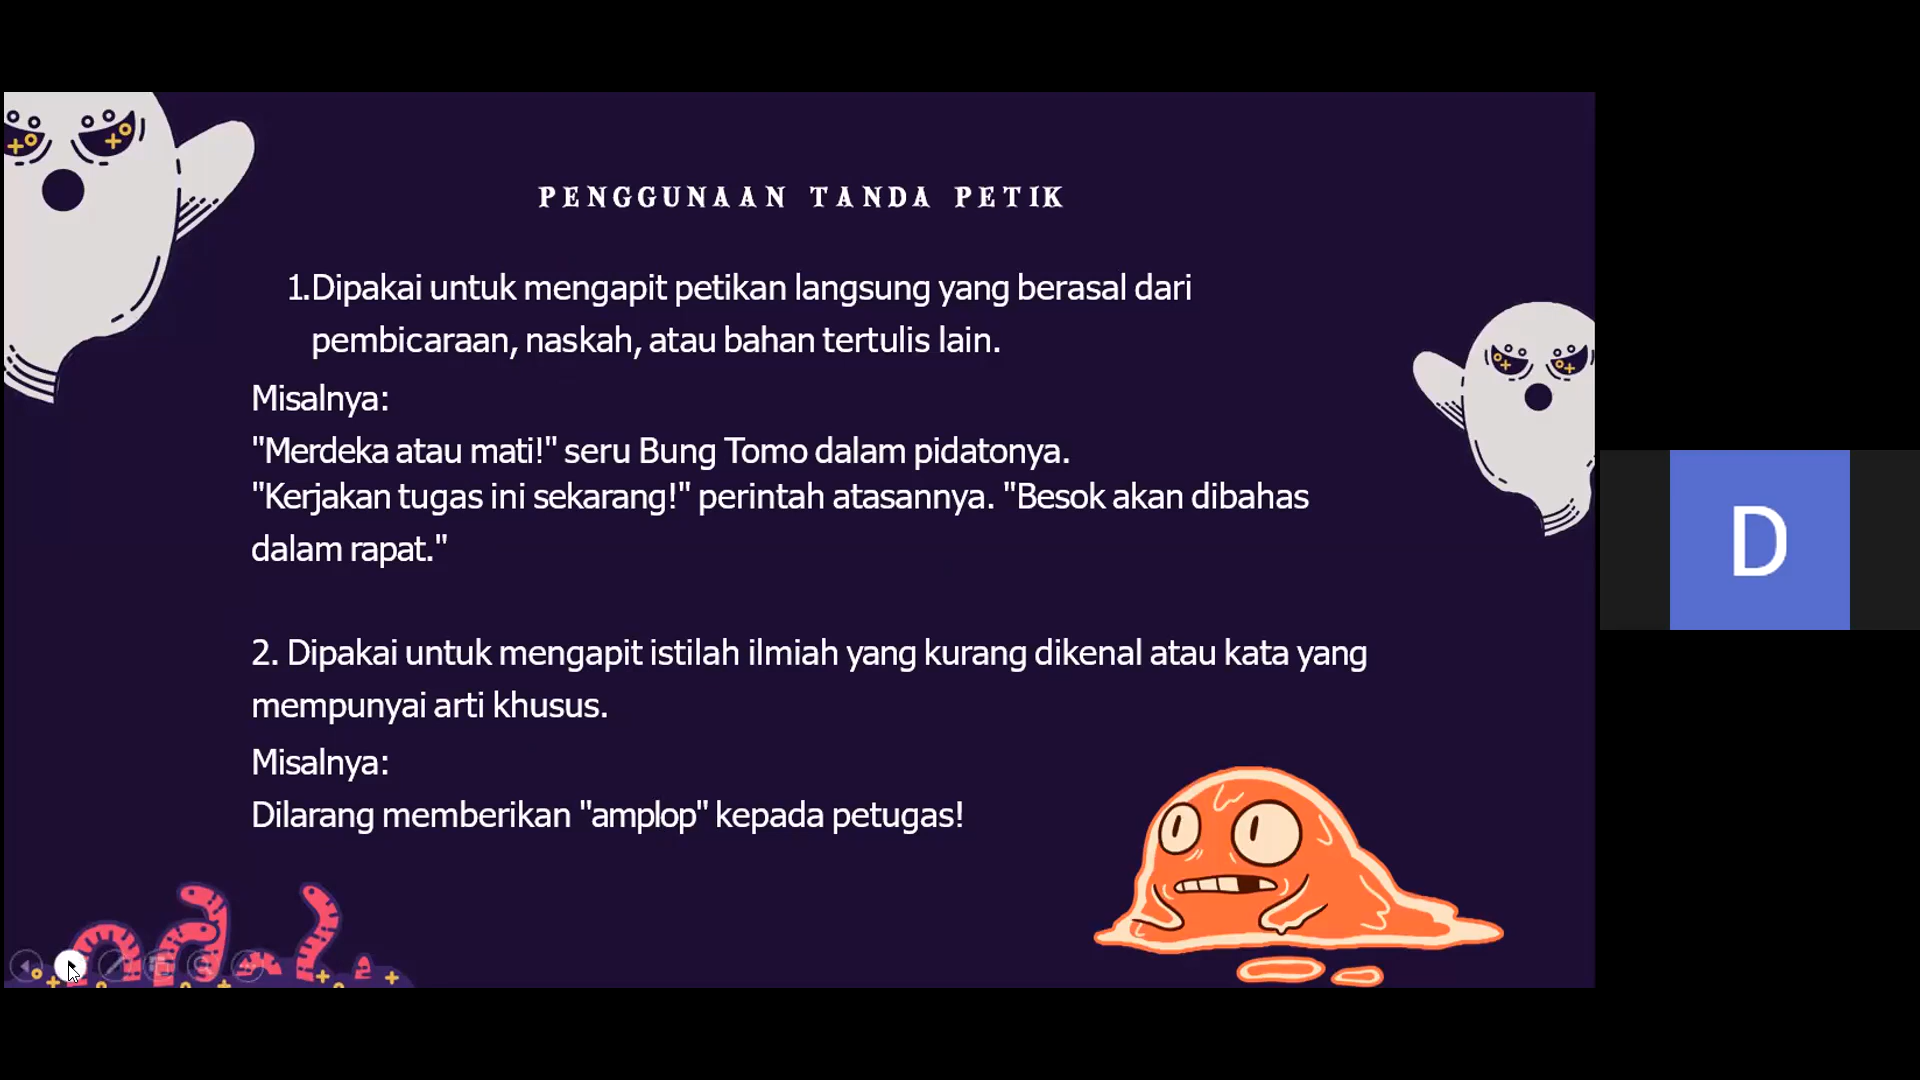 PENGGUNAAN TANDA PETIK
1.Dipakai untuk mengapit petikan langsung yang berasal dari
pembicaraan, naskah, atau bahan tertulis lain.
Misalnya:
"Merdeka atau mati!" seru Bung Tomo dalam pidatonya.
"Kerjakan tugas ini sekarang!" perintah atasannya. "Besok akan dibahas
dalam rapat."
2. Dipakai untuk mengapit istilah ilmiah yang kurang dikenal atau kata yang
mempunyai arti khusus.
Misalnya:
Dilarang memberikan "amplop" kepada petugas!
D